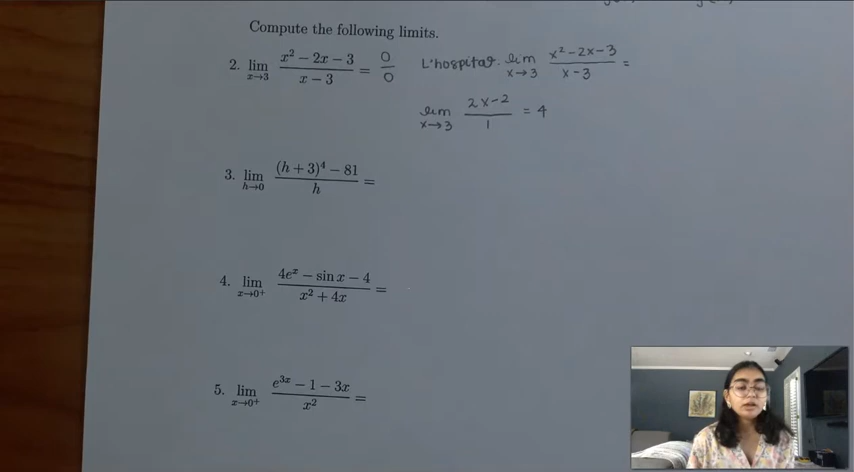 Compute the following limits.
2. lim x→3 (x² − 2x − 3)/(x − 3) = 0/0 L'hospital. lim x→3 (x² − 2x − 3)/(x − 3) =
lim x→3 (2x − 2)/1 = 4
3. lim h→0 ((h + 3)⁴ − 81)/h =
4. lim x→0⁺ (4eˣ − sin x − 4)/(x² + 4x) =
5. lim x→0⁺ (e³ˣ − 1 − 3x)/x² =